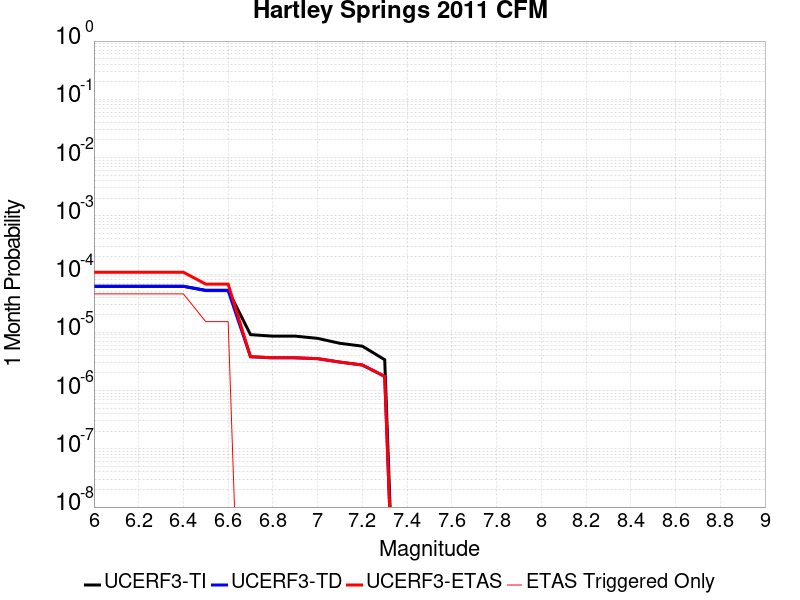 Hartley Springs 2011 CFM
10^0
10^-1
10^-2
10^-3
10^-4
10^-5
10^-6
10^-7
10^-8
1 Month Probability
6 6.2 6.4 6.6 6.8 7 7.2 7.4 7.6 7.8 8 8.2 8.4 8.6 8.8 9
Magnitude
UCERF3-TI UCERF3-TD UCERF3-ETAS ETAS Triggered Only